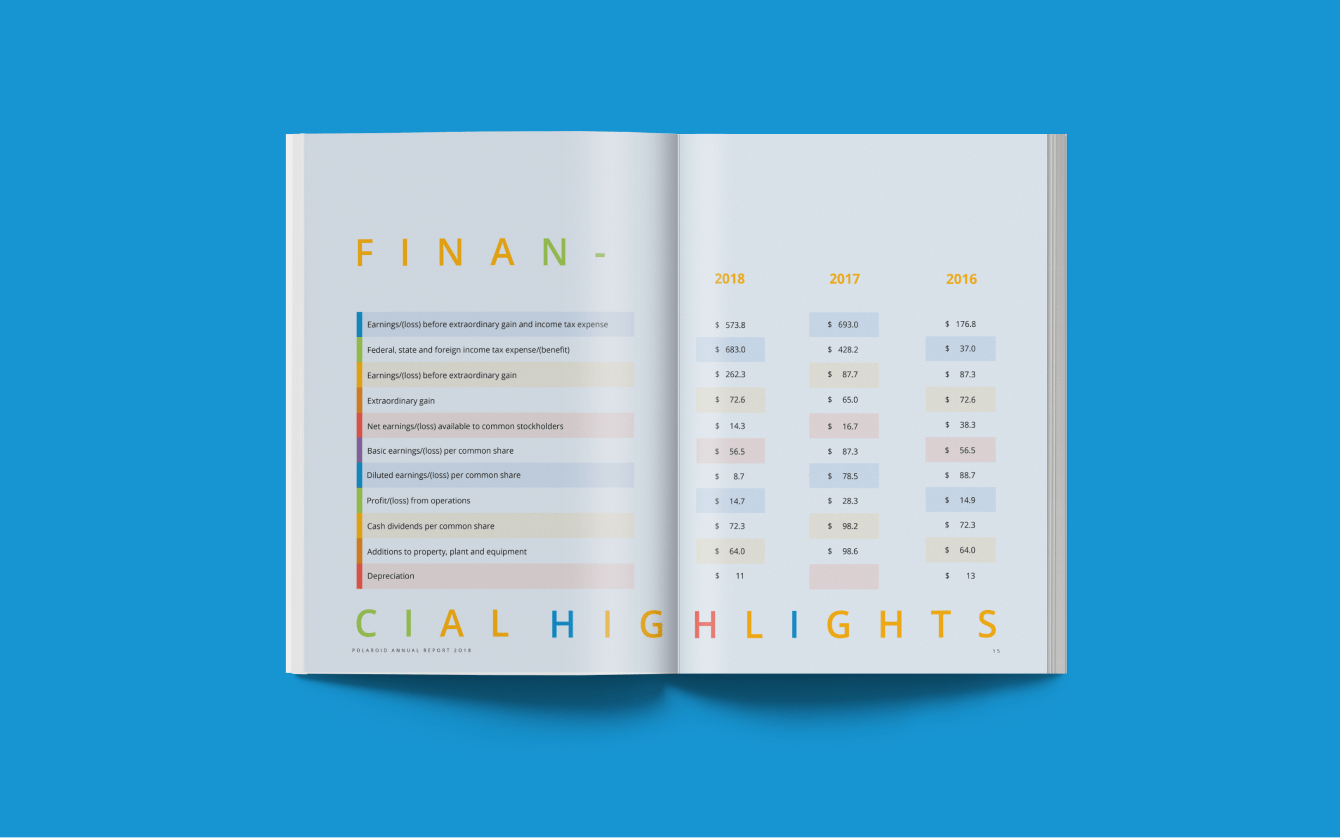 FINAN-
2018 2017 2016
Earnings/(loss) before extraordinary gain and income tax expense $ 573.8 $ 693.0 $ 176.8
Federal, state and foreign income tax expense/(benefit) $ 683.0 $ 428.2 $ 37.0
Earnings/(loss) before extraordinary gain $ 262.3 $ 87.7 $ 87.3
Extraordinary gain $ 72.6 $ 65.0 $ 72.6
Net earnings/(loss) available to common stockholders $ 14.3 $ 16.7 $ 38.3
Basic earnings/(loss) per common share $ 56.5 $ 87.3 $ 56.5
Diluted earnings/(loss) per common share $ 8.7 $ 78.5 $ 88.7
Profit/(loss) from operations $ 14.7 $ 28.3 $ 14.9
Cash dividends per common share $ 72.3 $ 98.2 $ 72.3
Additions to property, plant and equipment $ 64.0 $ 98.6 $ 64.0
Depreciation $ 11 $ 13
CIAL HIGHLIGHTS
POLAROID ANNUAL REPORT 2018 15